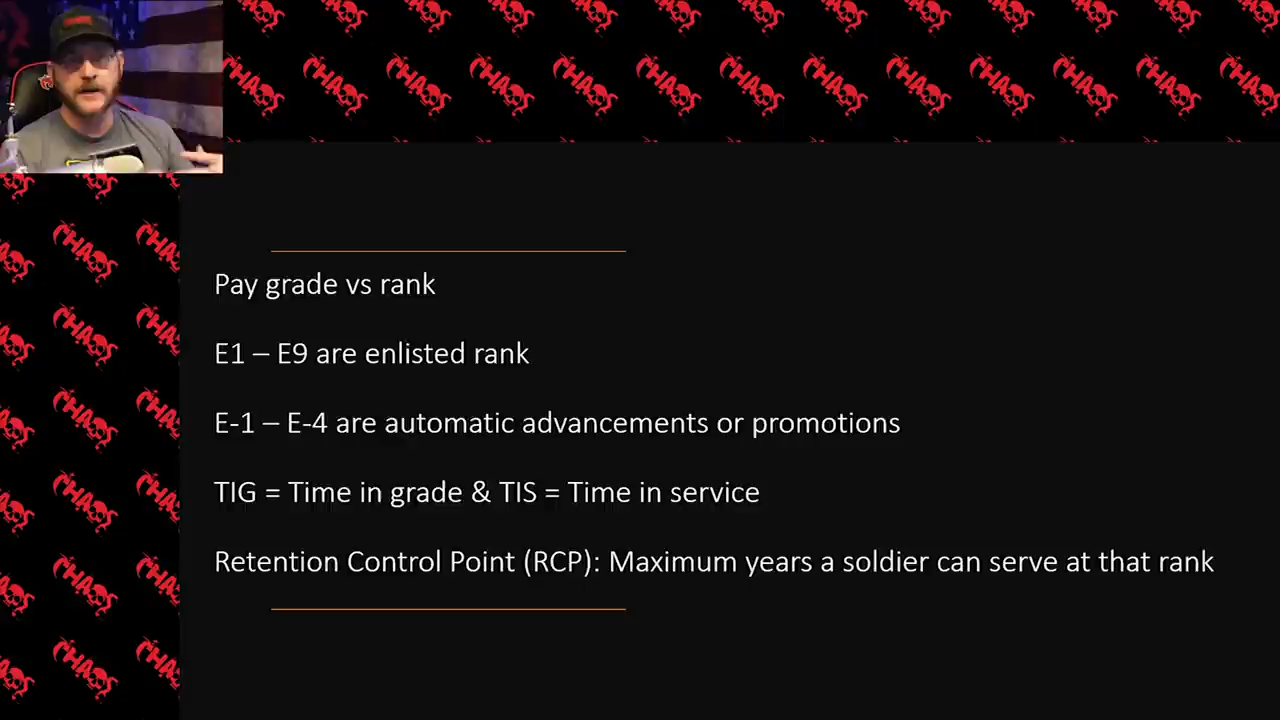 CHAOS
Pay grade vs rank
E1 – E9 are enlisted rank
E-1 – E-4 are automatic advancements or promotions
TIG = Time in grade & TIS = Time in service
Retention Control Point (RCP): Maximum years a soldier can serve at that rank